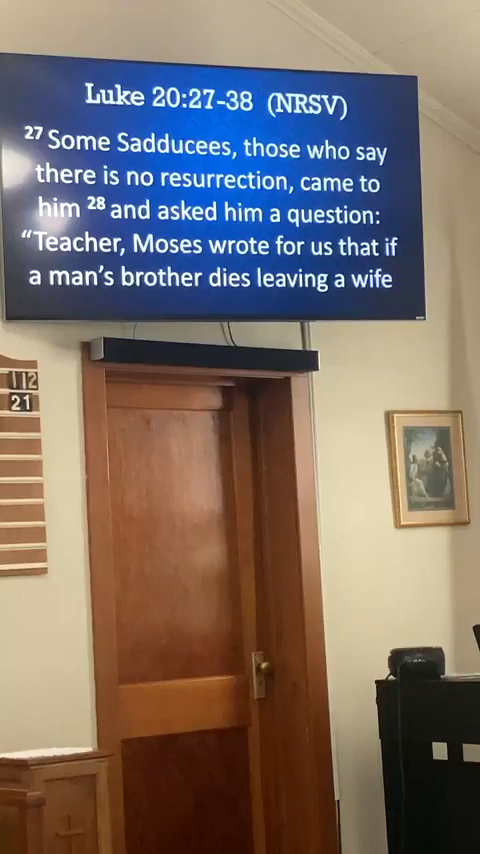 Luke 20:27-38 (NRSV)
27 Some Sadducees, those who say
there is no resurrection, came to
him 28 and asked him a question:
“Teacher, Moses wrote for us that if
a man’s brother dies leaving a wife
112
21